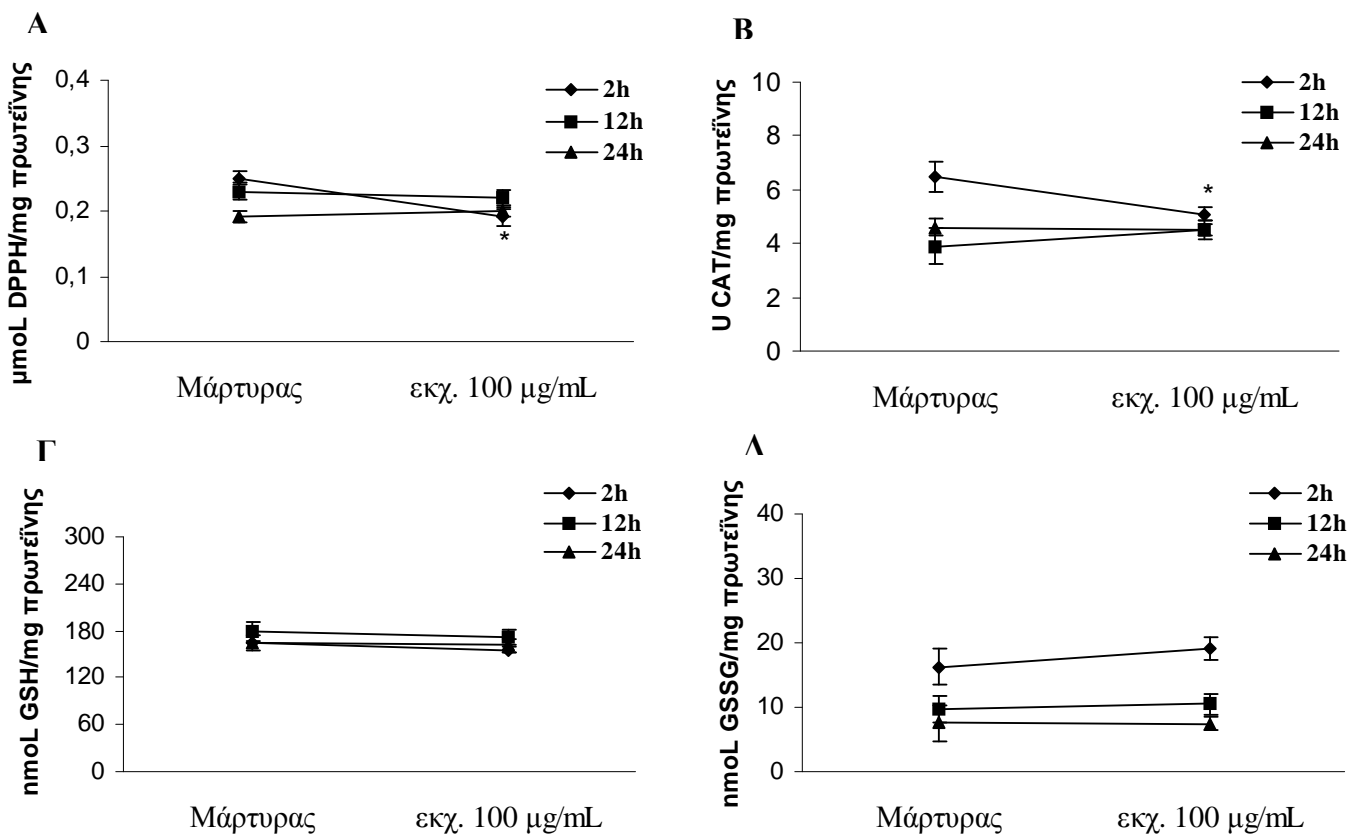 Α
μmoL DPPH/mg πρωτεΐνης
0,4
0,3
0,2
0,1
0
2h
12h
24h
*
Μάρτυρας εκχ. 100 μg/mL
Β
U CAT/mg πρωτεΐνης
10
8
6
4
2
0
2h
12h
24h
*
Μάρτυρας εκχ. 100 μg/mL
Γ
nmoL GSH/mg πρωτεΐνης
300
240
180
120
60
0
2h
12h
24h
Μάρτυρας εκχ. 100 μg/mL
Δ
nmoL GSSG/mg πρωτεΐνης
40
30
20
10
0
2h
12h
24h
Μάρτυρας εκχ. 100 μg/mL